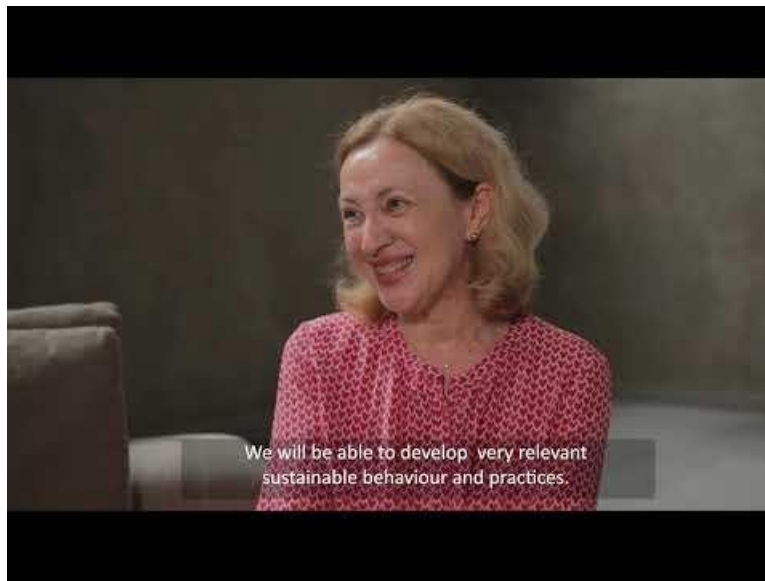 We will be able to develop very relevant
sustainable behaviour and practices.